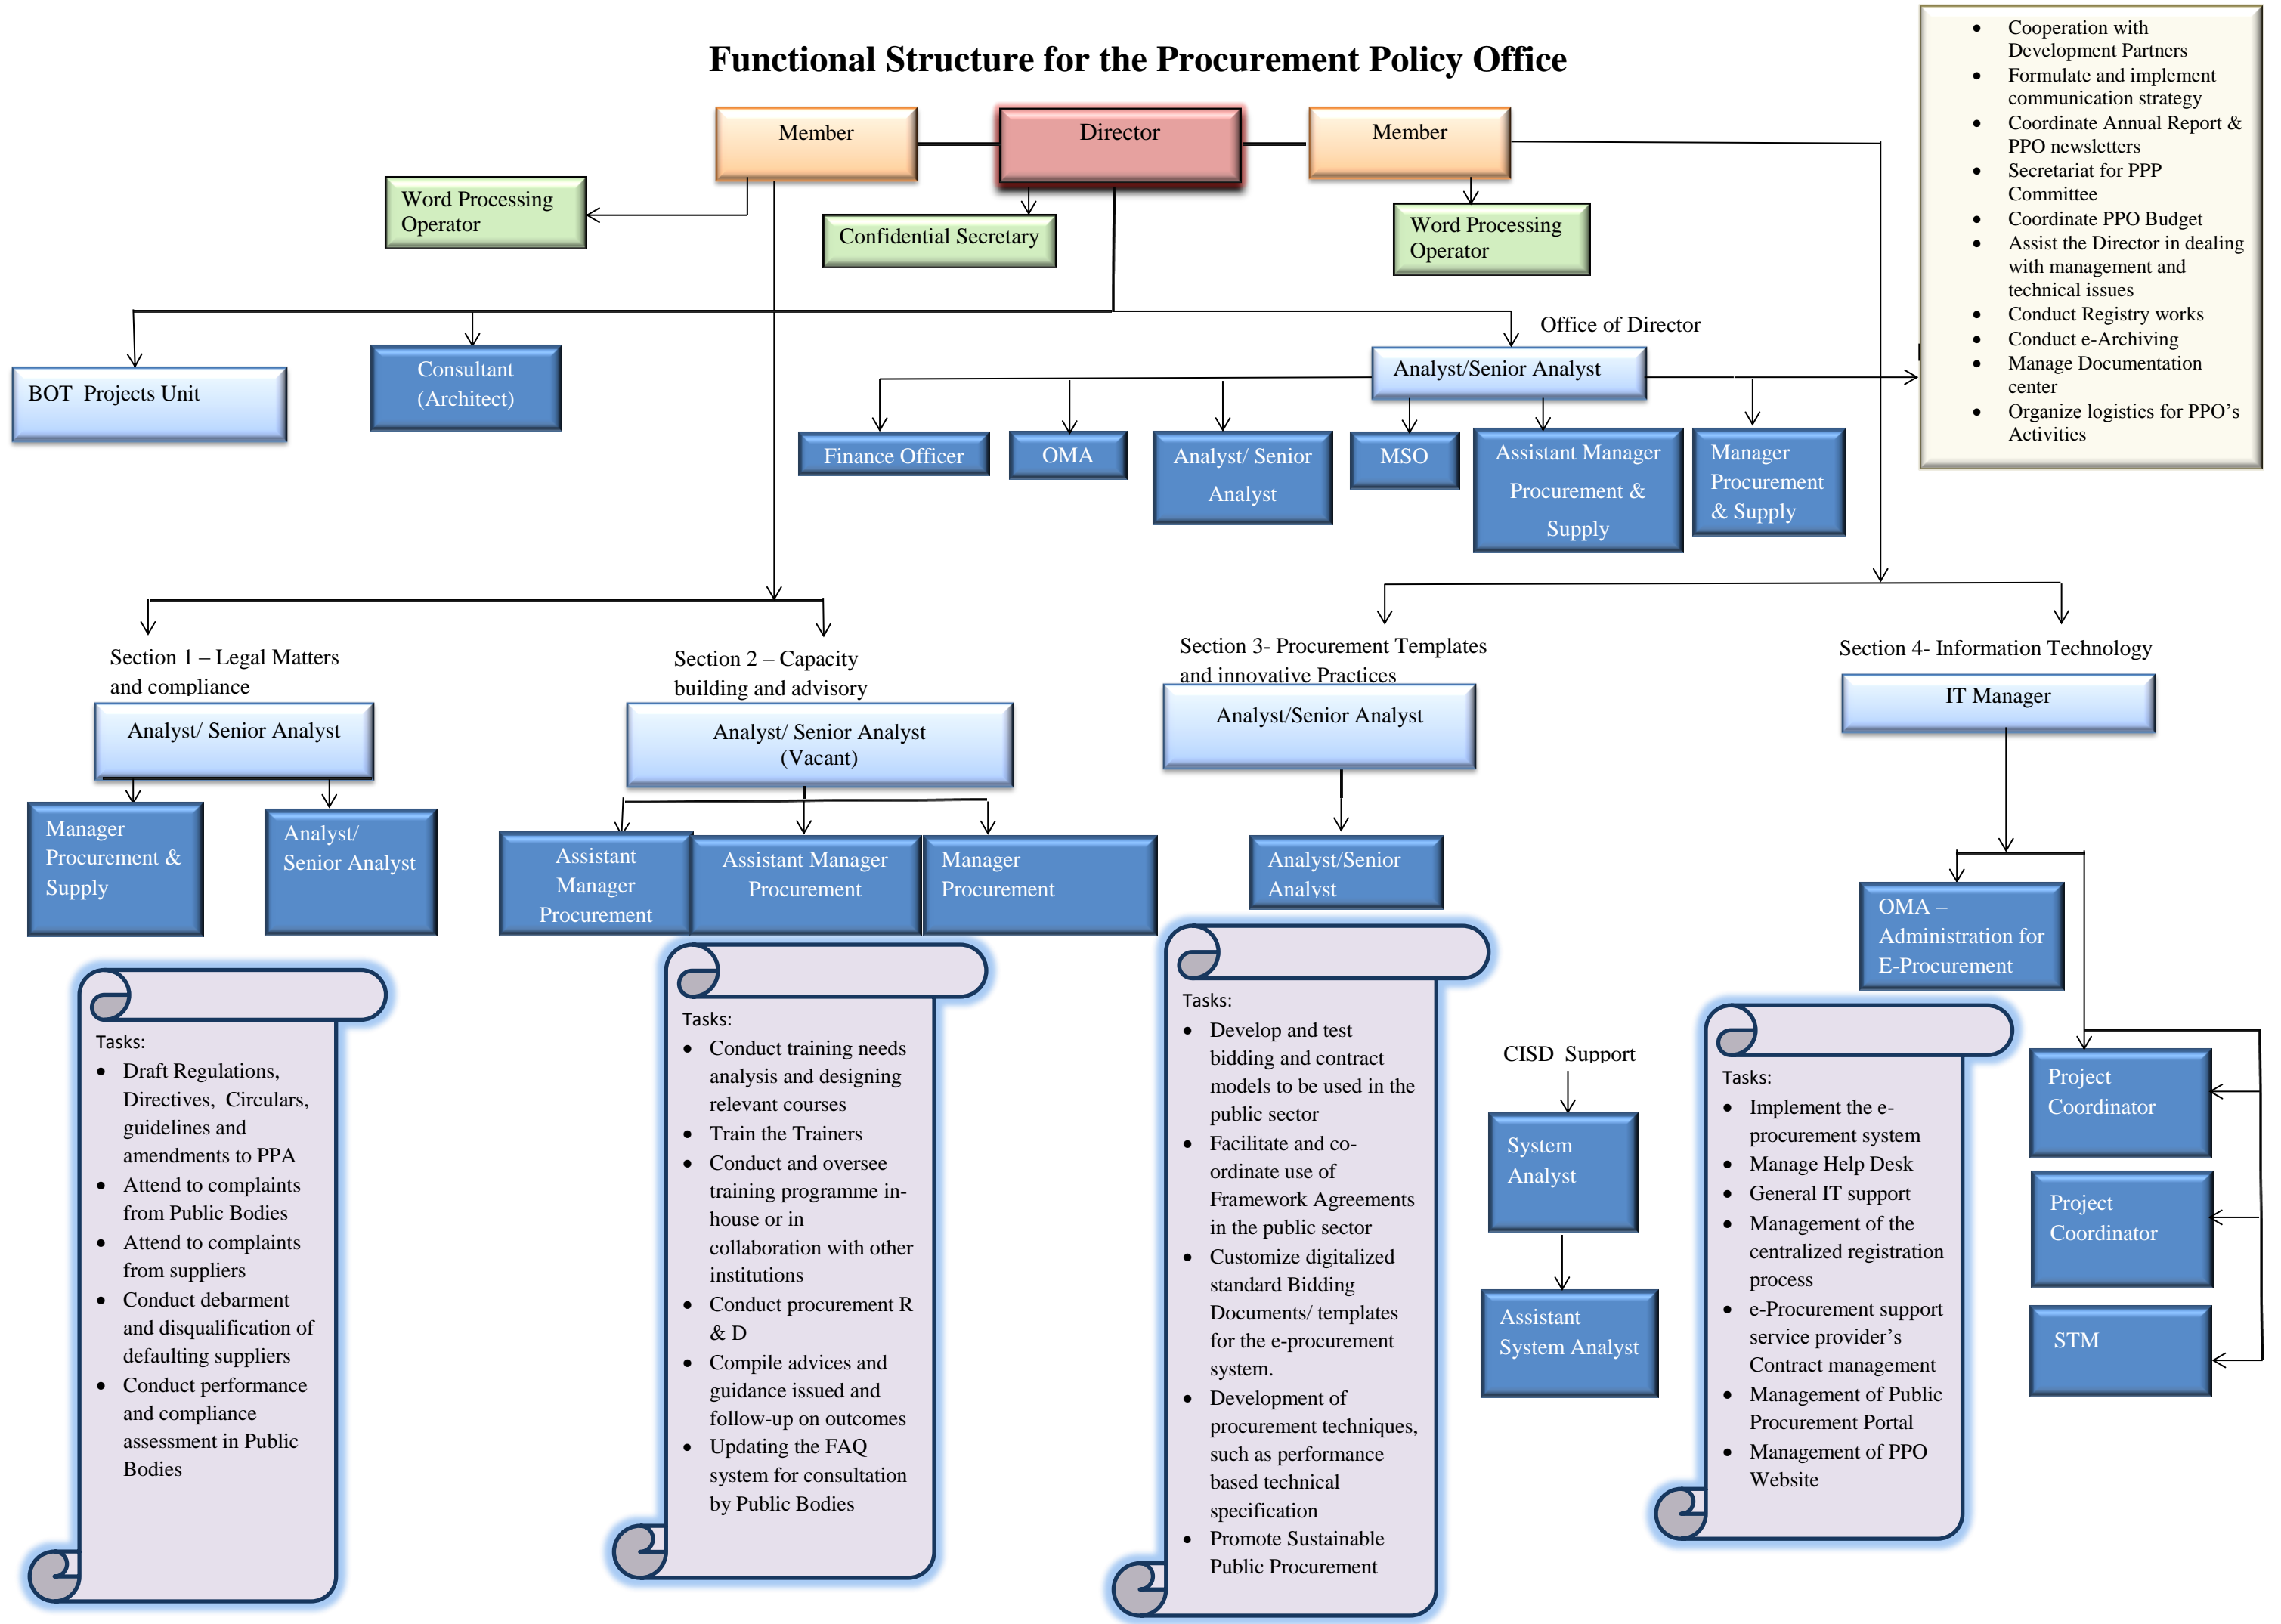 Functional Structure for the Procurement Policy Office
Member
Director
Member
Word Processing
Operator
Confidential Secretary
Word Processing
Operator
• Cooperation with
Development Partners
• Formulate and implement
communication strategy
• Coordinate Annual Report &
PPO newsletters
• Secretariat for PPP
Committee
• Coordinate PPO Budget
• Assist the Director in dealing
with management and
technical issues
• Conduct Registry works
• Conduct e-Archiving
• Manage Documentation
center
• Organize logistics for PPO’s
Activities
BOT Projects Unit
Consultant
(Architect)
Office of Director
Analyst/Senior Analyst
Finance Officer
OMA
Analyst/ Senior
Analyst
MSO
Assistant Manager
Procurement &
Supply
Manager
Procurement
& Supply
Section 1 – Legal Matters
and compliance
Analyst/ Senior Analyst
Manager
Procurement &
Supply
Analyst/
Senior Analyst
Tasks:
• Draft Regulations,
Directives, Circulars,
guidelines and
amendments to PPA
• Attend to complaints
from Public Bodies
• Attend to complaints
from suppliers
• Conduct debarment
and disqualification of
defaulting suppliers
• Conduct performance
and compliance
assessment in Public
Bodies
Section 2 – Capacity
building and advisory
Analyst/ Senior Analyst
(Vacant)
Assistant
Manager
Procurement
Assistant Manager
Procurement
Manager
Procurement
Tasks:
• Conduct training needs
analysis and designing
relevant courses
• Train the Trainers
• Conduct and oversee
training programme in-
house or in
collaboration with other
institutions
• Conduct procurement R
& D
• Compile advices and
guidance issued and
follow-up on outcomes
• Updating the FAQ
system for consultation
by Public Bodies
Section 3- Procurement Templates
and innovative Practices
Analyst/Senior Analyst
Analyst/Senior
Analyst
Tasks:
• Develop and test
bidding and contract
models to be used in the
public sector
• Facilitate and co-
ordinate use of
Framework Agreements
in the public sector
• Customize digitalized
standard Bidding
Documents/ templates
for the e-procurement
system.
• Development of
procurement techniques,
such as performance
based technical
specification
• Promote Sustainable
Public Procurement
CISD Support
System
Analyst
Assistant
System Analyst
Section 4- Information Technology
IT Manager
OMA –
Administration for
E-Procurement
Tasks:
• Implement the e-
procurement system
• Manage Help Desk
• General IT support
• Management of the
centralized registration
process
• e-Procurement support
service provider’s
Contract management
• Management of Public
Procurement Portal
• Management of PPO
Website
Project
Coordinator
Project
Coordinator
STM